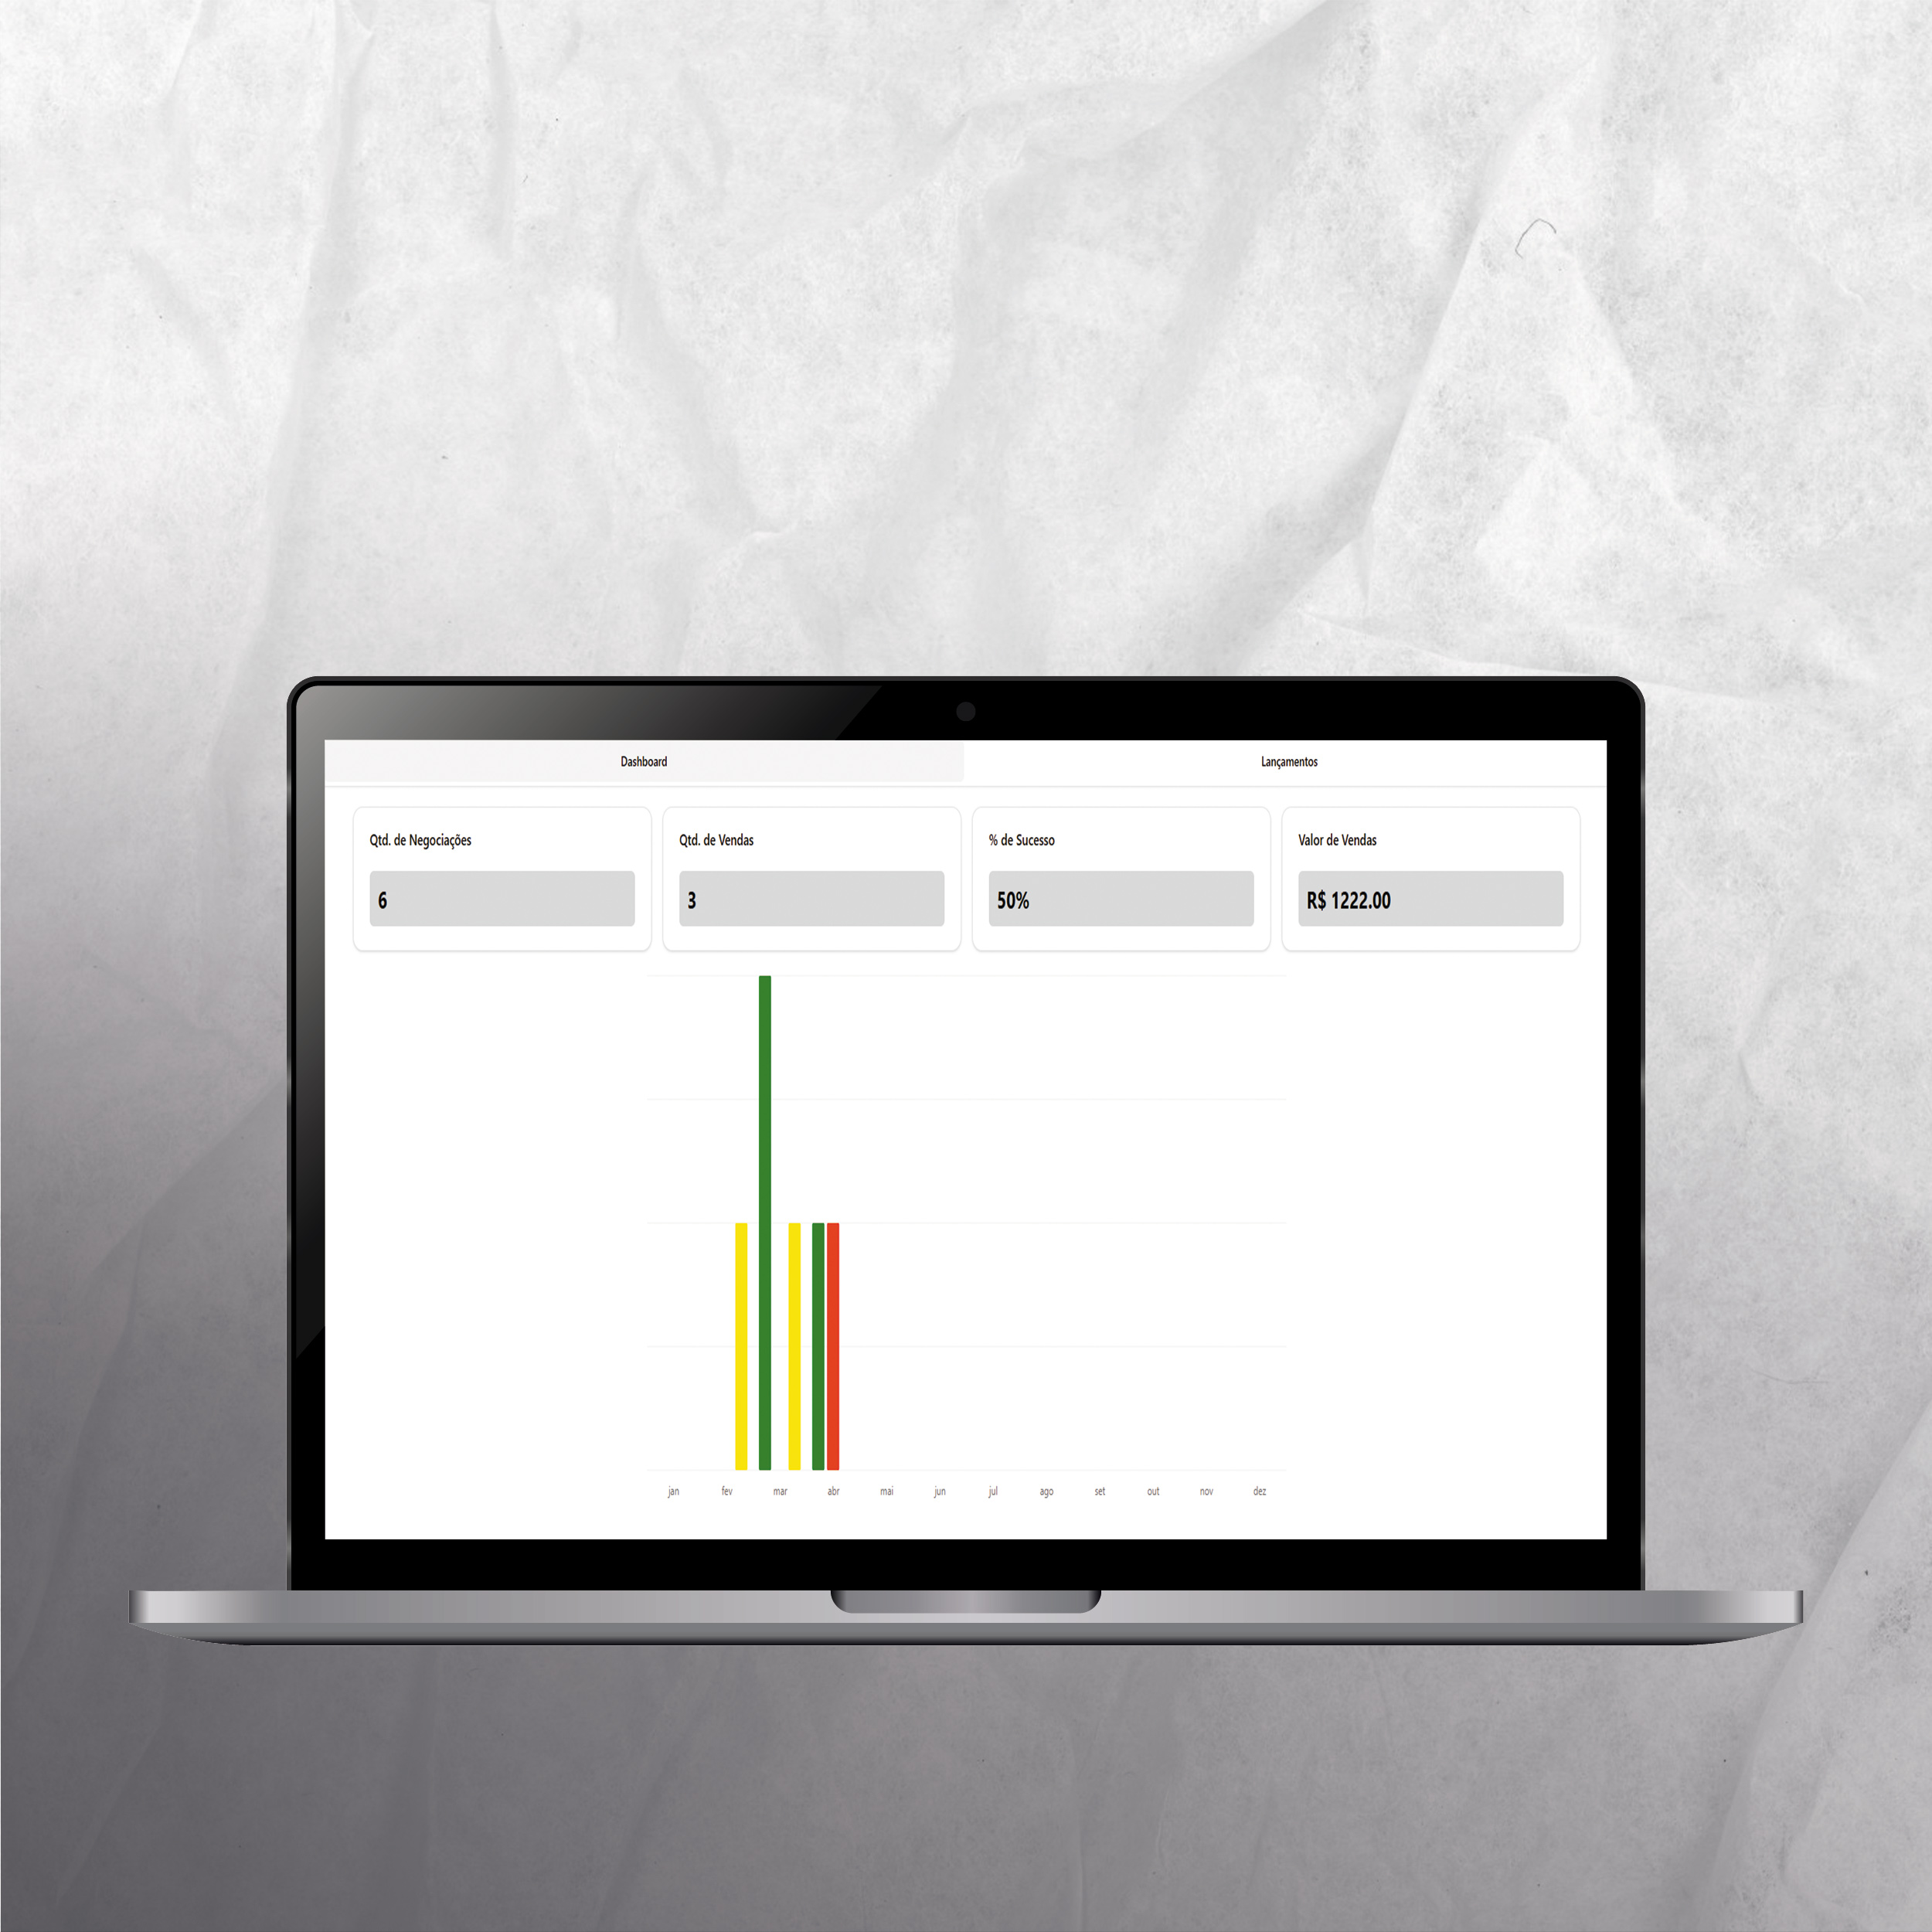 Dashboard Lançamentos
Qtd. de Negociações Qtd. de Vendas % de Sucesso Valor de Vendas
6 3 50% R$ 1222.00
jan fev mar abr mai jun jul ago set out nov dez